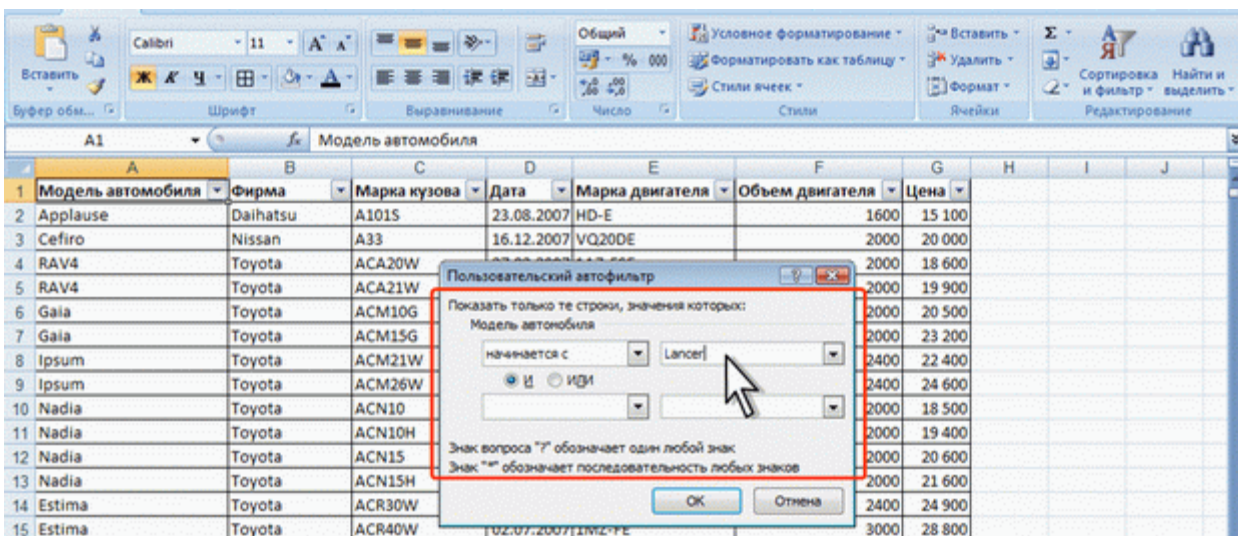 Calibri 11 Общий Условное форматирование Вставить Σ
Вставить Ж К Ч % 000 Форматировать как таблицу Удалить Сортировка и фильтр Найти и выделить
Стили ячеек Формат
Буфер обм... Шрифт Выравнивание Число Стили Ячейки Редактирование
A1 fx Модель автомобиля
A B C D E F G H I J
1 Модель автомобиля Фирма Марка кузова Дата Марка двигателя Объем двигателя Цена
2 Applause Daihatsu A101S 23.08.2007 HD-E 1600 15 100
3 Cefiro Nissan A33 16.12.2007 VQ20DE 2000 20 000
4 RAV4 Toyota ACA20W 2000 18 600
5 RAV4 Toyota ACA21W 2000 19 900
6 Gaia Toyota ACM10G 2000 20 500
7 Gaia Toyota ACM15G 2000 23 200
8 Ipsum Toyota ACM21W 2400 22 400
9 Ipsum Toyota ACM26W 2400 24 600
10 Nadia Toyota ACN10 2000 18 500
11 Nadia Toyota ACN10H 2000 19 400
12 Nadia Toyota ACN15 2000 20 600
13 Nadia Toyota ACN15H 2000 21 600
14 Estima Toyota ACR30W 2400 24 900
15 Estima Toyota ACR40W 02.07.2007 1MZ-FE 3000 28 800
Пользовательский автофильтр
Показать только те строки, значения которых:
Модель автомобиля
начинается с Lancer
И ИЛИ
Знак вопроса "?" обозначает один любой знак
Знак "*" обозначает последовательность любых знаков
ОК Отмена